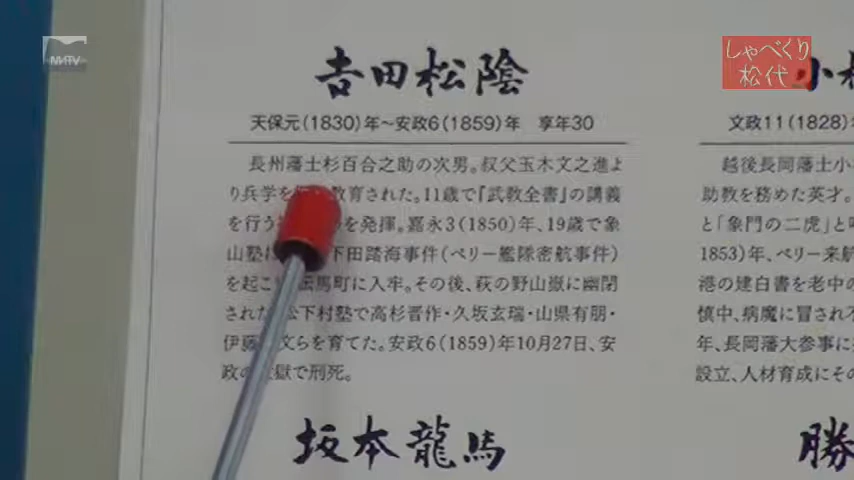 NVTV
しゃべくり
松代
吉田松陰
天保元(1830)年～安政6(1859)年　享年30
長州藩士杉百合之助の次男。叔父玉木文之進よ
り兵学を 教育された。11歳で『武教全書』の講義
を行う を発揮。嘉永3(1850)年、19歳で象
山塾に 下田踏海事件(ペリー艦隊密航事件)
を起こ 伝馬町に入牢。その後、萩の野山嶽に幽閉
された 松下村塾で高杉晋作・久坂玄瑞・山県有朋・
伊藤 文らを育てた。安政6(1859)年10月27日、安
政の 獄で刑死。
坂本龍馬
小
文政11(1828)
越後長岡藩士小
助教を務めた英才。
と「象門の二虎」と
1853)年、ペリー来航
港の建白書を老中の
慎中、病魔に冒され
年、長岡藩大参事に
設立、人材育成にその
勝